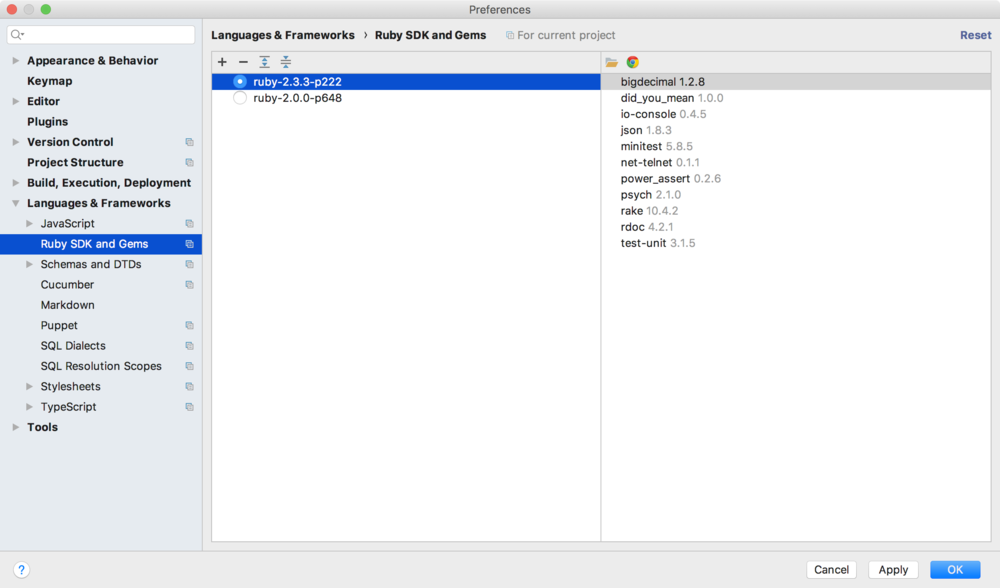 Preferences
Languages & Frameworks › Ruby SDK and Gems For current project Reset
Appearance & Behavior
Keymap
Editor
Plugins
Version Control
Project Structure
Build, Execution, Deployment
Languages & Frameworks
JavaScript
Ruby SDK and Gems
Schemas and DTDs
Cucumber
Markdown
Puppet
SQL Dialects
SQL Resolution Scopes
Stylesheets
TypeScript
Tools
ruby-2.3.3-p222
ruby-2.0.0-p648
bigdecimal 1.2.8
did_you_mean 1.0.0
io-console 0.4.5
json 1.8.3
minitest 5.8.5
net-telnet 0.1.1
power_assert 0.2.6
psych 2.1.0
rake 10.4.2
rdoc 4.2.1
test-unit 3.1.5
? Cancel Apply OK